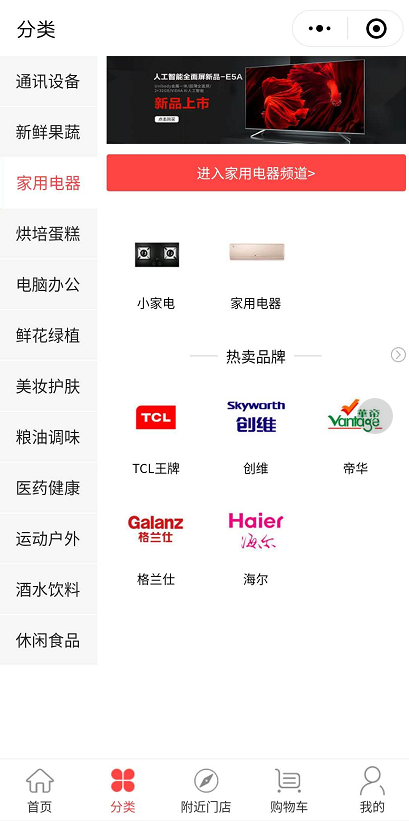 分类
通讯设备
新鲜果蔬
家用电器
烘培蛋糕
电脑办公
鲜花绿植
美妆护肤
粮油调味
医药健康
运动户外
酒水饮料
休闲食品
人工智能全面屏新品-E5A
新品上市
点击购买
进入家用电器频道>
小家电
家用电器
热卖品牌
TCL
Skyworth
创维
華帝
Vantage
TCL王牌
创维
帝华
Galanz
格兰仕
Haier
海尔
格兰仕
海尔
首页
分类
附近门店
购物车
我的